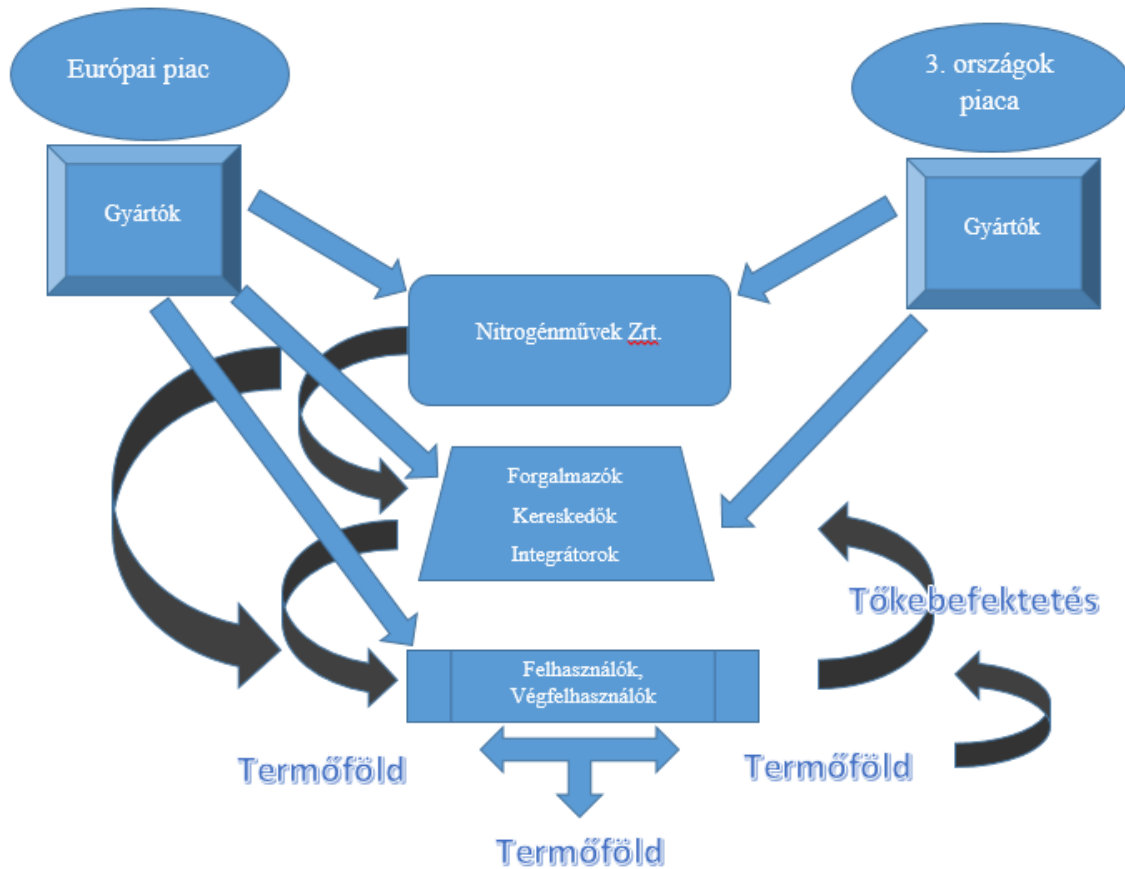 Európai piac
3. országok
piaca
Gyártók
Gyártók
Nitrogénművek Zrt.
Forgalmazók
Kereskedők
Integrátorok
Tőkebefektetés
Felhasználók,
Végfelhasználók
Termőföld
Termőföld
Termőföld